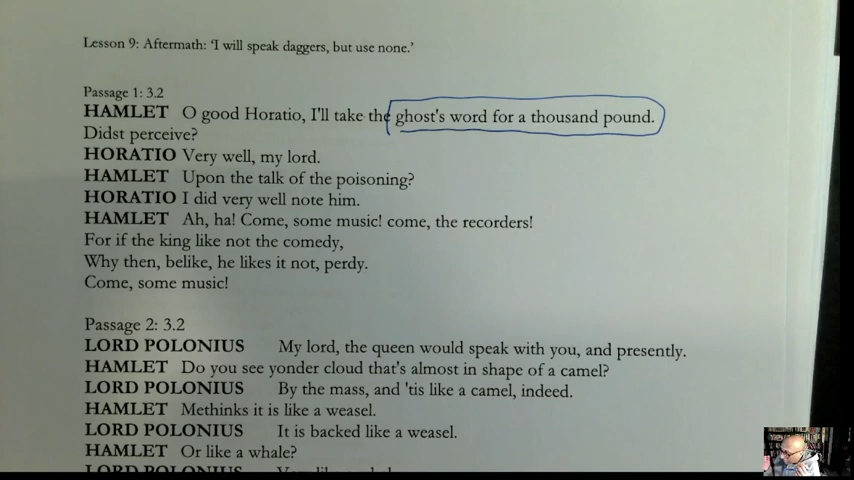 Lesson 9: Aftermath: 'I will speak daggers, but use none.'
Passage 1: 3.2
HAMLET O good Horatio, I'll take the ghost's word for a thousand pound.
Didst perceive?
HORATIO Very well, my lord.
HAMLET Upon the talk of the poisoning?
HORATIO I did very well note him.
HAMLET Ah, ha! Come, some music! come, the recorders!
For if the king like not the comedy,
Why then, belike, he likes it not, perdy.
Come, some music!
Passage 2: 3.2
LORD POLONIUS My lord, the queen would speak with you, and presently.
HAMLET Do you see yonder cloud that's almost in shape of a camel?
LORD POLONIUS By the mass, and 'tis like a camel, indeed.
HAMLET Methinks it is like a weasel.
LORD POLONIUS It is backed like a weasel.
HAMLET Or like a whale?
LORD POLONIUS